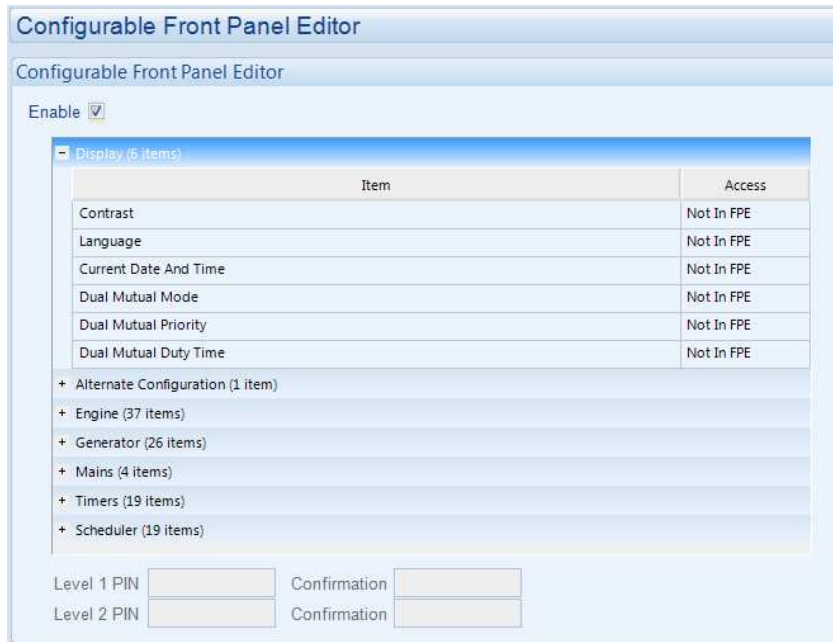 Configurable Front Panel Editor
Configurable Front Panel Editor
Enable
Display (6 items)
Item Access
Contrast Not In FPE
Language Not In FPE
Current Date And Time Not In FPE
Dual Mutual Mode Not In FPE
Dual Mutual Priority Not In FPE
Dual Mutual Duty Time Not In FPE
+ Alternate Configuration (1 item)
+ Engine (37 items)
+ Generator (26 items)
+ Mains (4 items)
+ Timers (19 items)
+ Scheduler (19 items)
Level 1 PIN Confirmation
Level 2 PIN Confirmation